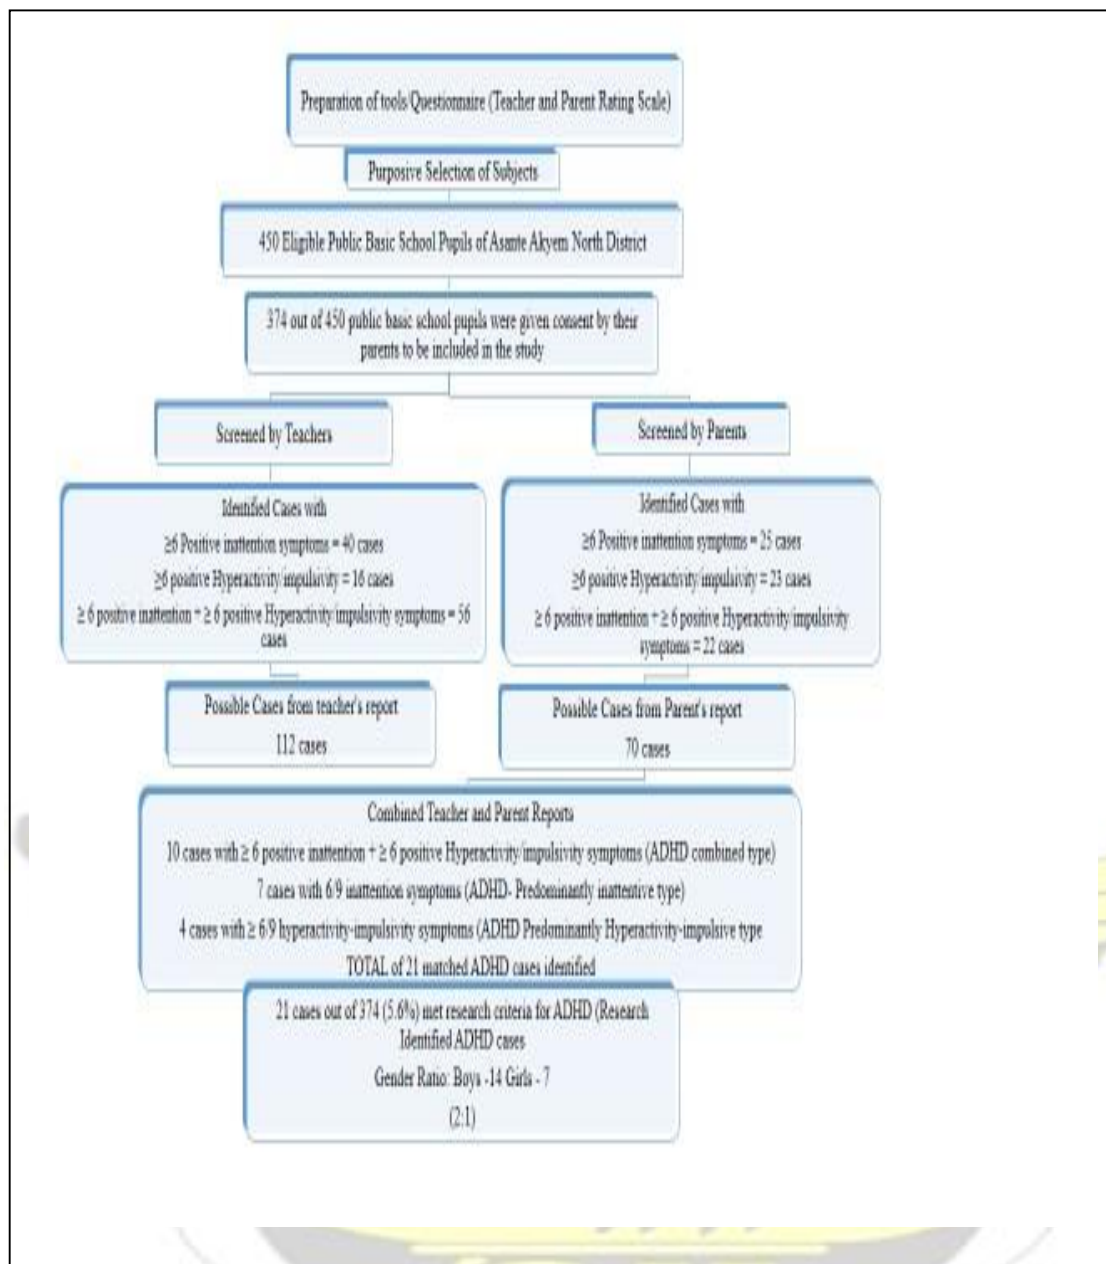 Preparation of tools/Questionnaire (Teacher and Parent Rating Scale)
Purposive Selection of Subjects
450 Eligible Public Basic School Pupils of Asante Akyem North District
374 out of 450 public basic school pupils were given consent by their
parents to be included in the study
Screened by Teachers
Identified Cases with
≥6 Positive inattention symptoms = 40 cases
≥6 positive Hyperactivity/impulsivity = 16 cases
≥ 6 positive inattention + ≥ 6 positive Hyperactivity/impulsivity symptoms = 56
cases
Possible Cases from teacher's report
112 cases
Screened by Parents
Identified Cases with
≥6 Positive inattention symptoms = 25 cases
≥6 positive Hyperactivity/impulsivity = 23 cases
≥ 6 positive inattention + ≥ 6 positive Hyperactivity/impulsivity
symptoms = 22 cases
Possible Cases from Parent's report
70 cases
Combined Teacher and Parent Reports
10 cases with ≥ 6 positive inattention + ≥ 6 positive Hyperactivity/impulsivity symptoms (ADHD combined type)
7 cases with 6/9 inattention symptoms (ADHD- Predominantly inattentive type)
4 cases with ≥ 6/9 hyperactivity-impulsivity symptoms (ADHD Predominantly Hyperactivity-impulsive type
TOTAL of 21 matched ADHD cases identified
21 cases out of 374 (5.6%) met research criteria for ADHD (Research
Identified ADHD cases
Gender Ratio: Boys -14 Girls - 7
(2:1)